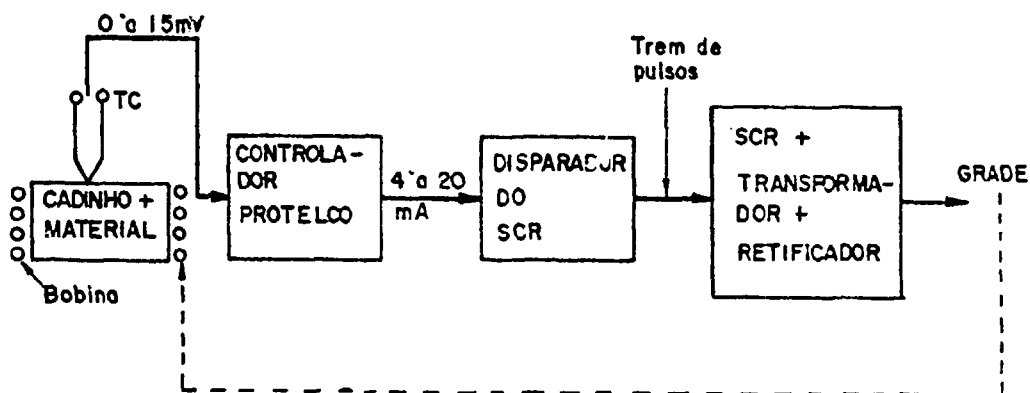 0 `a 15mV
TC
CADINHO +
MATERIAL
Bobina
CONTROLA-
DOR
PROTELCO
4 `a 20
mA
DISPARADOR
DO
SCR
Trem de
pulsos
SCR +
TRANSFORMA-
DOR +
RETIFICADOR
GRADE